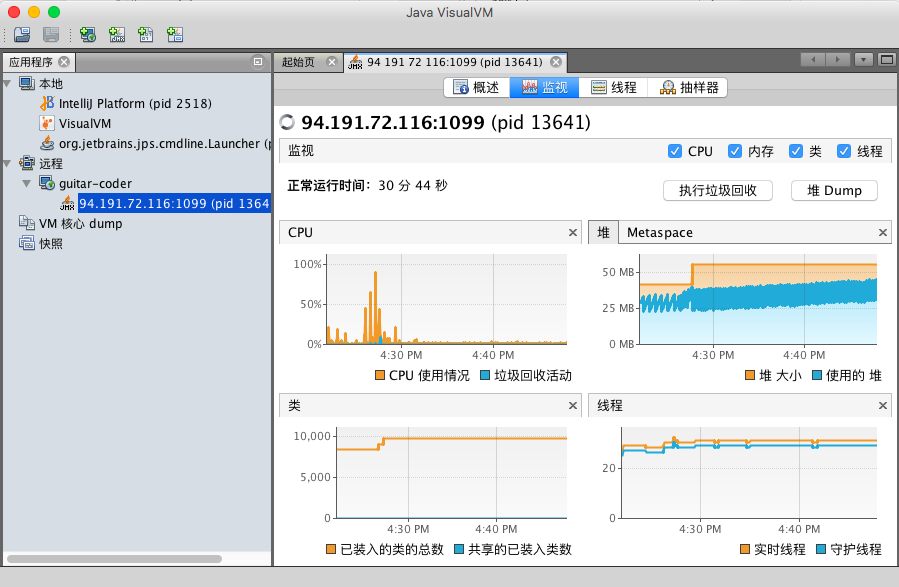 Java VisualVM
应用程序
起始页
JMX 94 191 72 116:1099 (pid 13641)
本地
IntelliJ Platform (pid 2518)
VisualVM
org.jetbrains.jps.cmdline.Launcher (p
远程
guitar-coder
JMX 94.191.72.116:1099 (pid 1364
VM 核心 dump
快照
概述 监视 线程 抽样器
94.191.72.116:1099 (pid 13641)
监视 CPU 内存 类 线程
正常运行时间: 30 分 44 秒
执行垃圾回收 堆 Dump
CPU
100%
50%
0%
4:30 PM 4:40 PM
CPU 使用情况 垃圾回收活动
堆 Metaspace
50 MB
25 MB
0 MB
4:30 PM 4:40 PM
堆 大小 使用的 堆
类
10,000
5,000
0
4:30 PM 4:40 PM
已装入的类的总数 共享的已装入类数
线程
20
0
4:30 PM 4:40 PM
实时线程 守护线程